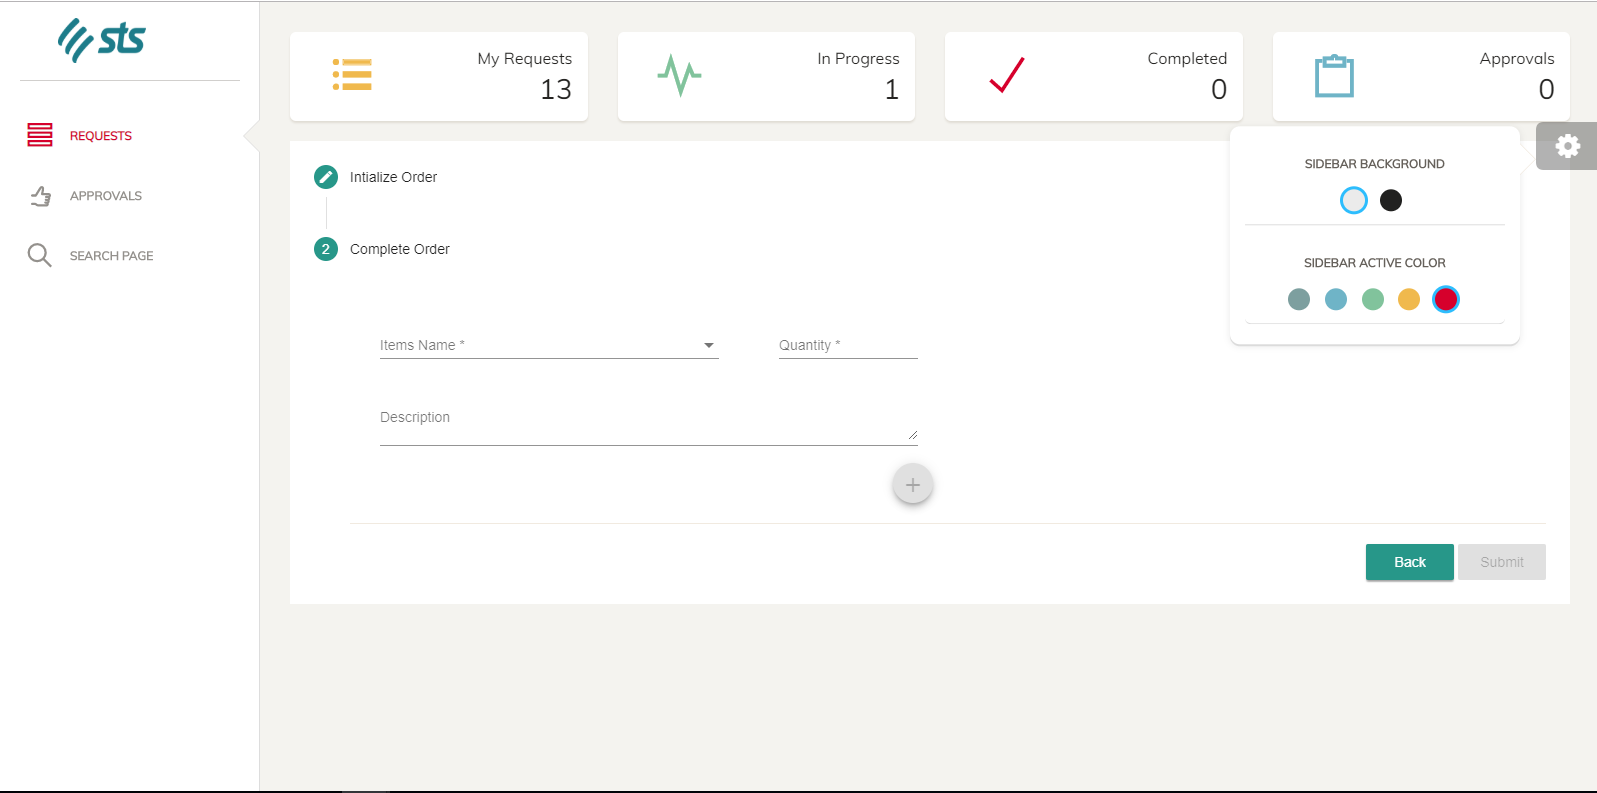 sts
REQUESTS
APPROVALS
SEARCH PAGE
My Requests
13
In Progress
1
Completed
0
Approvals
0
Intialize Order
2 Complete Order
Items Name *
Quantity *
Description
+
Back
Submit
SIDEBAR BACKGROUND
SIDEBAR ACTIVE COLOR